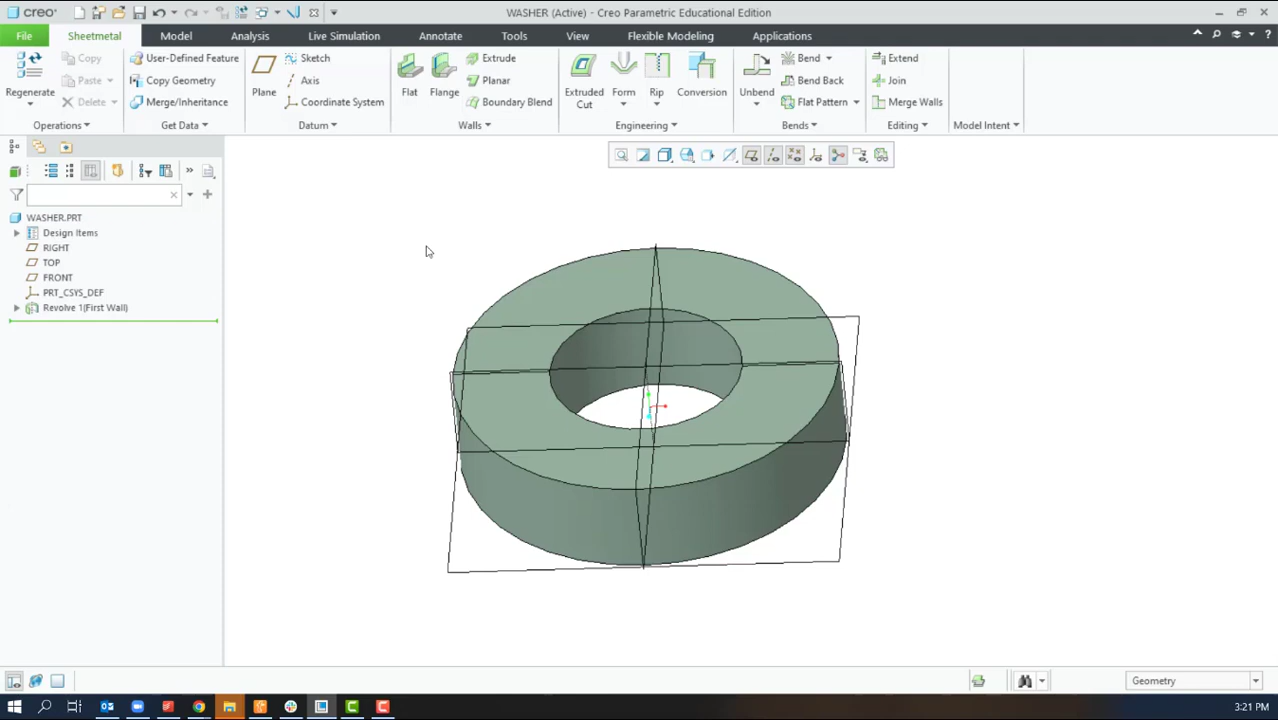 creo
WASHER (Active) - Creo Parametric Educational Edition
File
Sheetmetal
Model
Analysis
Live Simulation
Annotate
Tools
View
Flexible Modeling
Applications
Regenerate
Copy
Paste
Delete
Operations
User-Defined Feature
Copy Geometry
Merge/Inheritance
Get Data
Plane
Sketch
Axis
Coordinate System
Datum
Flat
Flange
Extrude
Planar
Boundary Blend
Walls
Extruded
Cut
Form
Rip
Conversion
Engineering
Unbend
Bend
Bend Back
Flat Pattern
Bends
Extend
Join
Merge Walls
Editing
Model Intent
WASHER.PRT
Design Items
RIGHT
TOP
FRONT
PRT_CSYS_DEF
Revolve 1(First Wall)
Geometry
3:21 PM